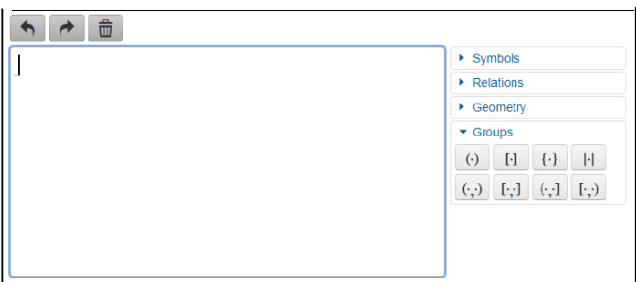 Symbols
Relations
Geometry
Groups
(·) [·] {·} |·|
(·,·) [·,·] (·,·] [·,·)